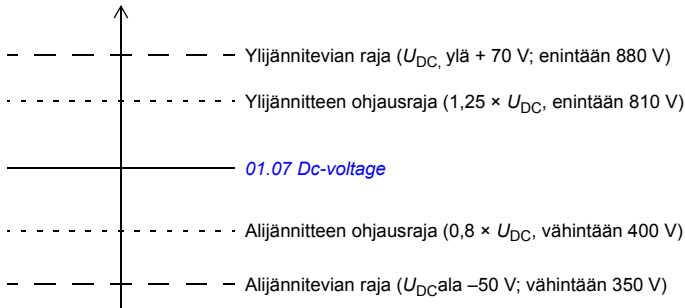 Ylijännitevian raja (UDC, ylä + 70 V; enintään 880 V)
Ylijännitteen ohjausraja (1,25 × UDC, enintään 810 V)
01.07 Dc-voltage
Alijännitteen ohjausraja (0,8 × UDC, vähintään 400 V)
Alijännitevian raja (UDCala –50 V; vähintään 350 V)